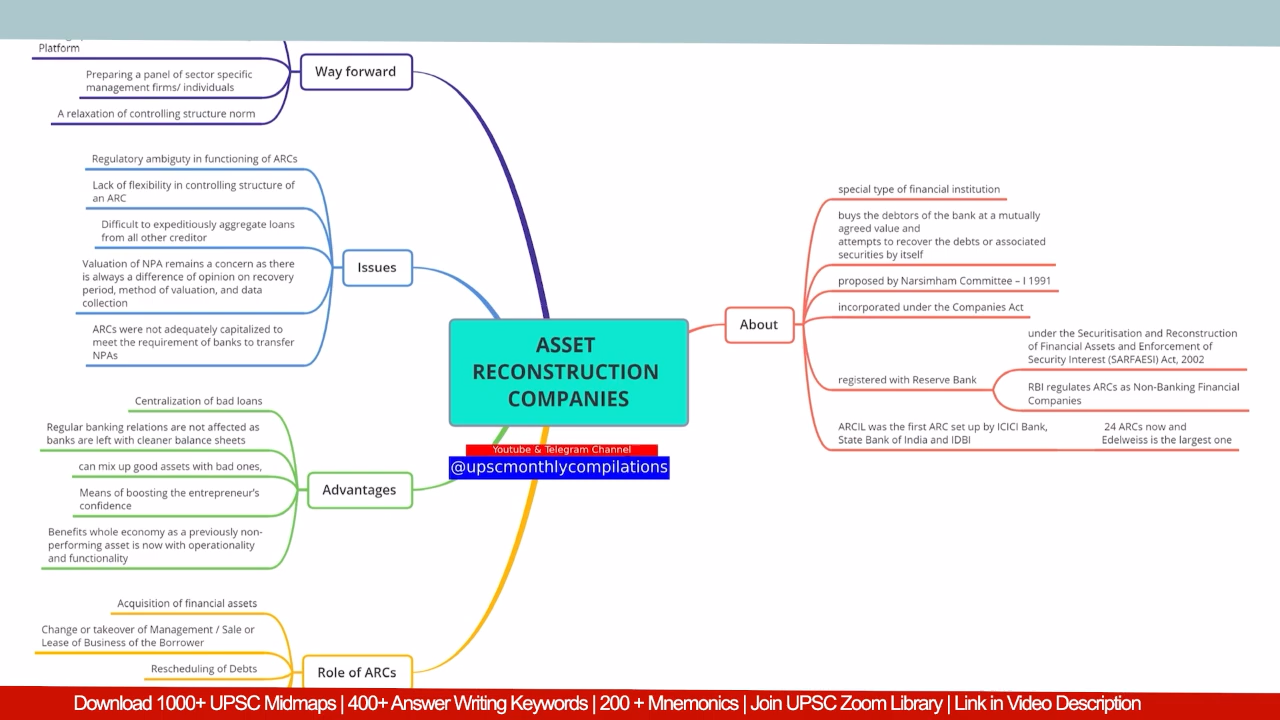 Platform
Preparing a panel of sector specific
management firms/ individuals
A relaxation of controlling structure norm
Way forward
Regulatory ambiguty in functioning of ARCs
Lack of flexibility in controlling structure of
an ARC
Difficult to expeditiously aggregate loans
from all other creditor
Valuation of NPA remains a concern as there
is always a difference of opinion on recovery
period, method of valuation, and data
collection
ARCs were not adequately capitalized to
meet the requirement of banks to transfer
NPAs
Issues
Centralization of bad loans
Regular banking relations are not affected as
banks are left with cleaner balance sheets
can mix up good assets with bad ones,
Means of boosting the entrepreneur's
confidence
Benefits whole economy as a previously non-
performing asset is now with operationality
and functionality
Advantages
Acquisition of financial assets
Change or takeover of Management / Sale or
Lease of Business of the Borrower
Rescheduling of Debts
Role of ARCs
ASSET
RECONSTRUCTION
COMPANIES
Youtube & Telegram Channel
@upscmonthlycompilations
About
special type of financial institution
buys the debtors of the bank at a mutually
agreed value and
attempts to recover the debts or associated
securities by itself
proposed by Narsimham Committee – I 1991
incorporated under the Companies Act
registered with Reserve Bank
under the Securitisation and Reconstruction
of Financial Assets and Enforcement of
Security Interest (SARFAESI) Act, 2002
RBI regulates ARCs as Non-Banking Financial
Companies
ARCIL was the first ARC set up by ICICI Bank,
State Bank of India and IDBI
24 ARCs now and
Edelweiss is the largest one
Download 1000+ UPSC Midmaps | 400+ Answer Writing Keywords | 200 + Mnemonics | Join UPSC Zoom Library | Link in Video Description